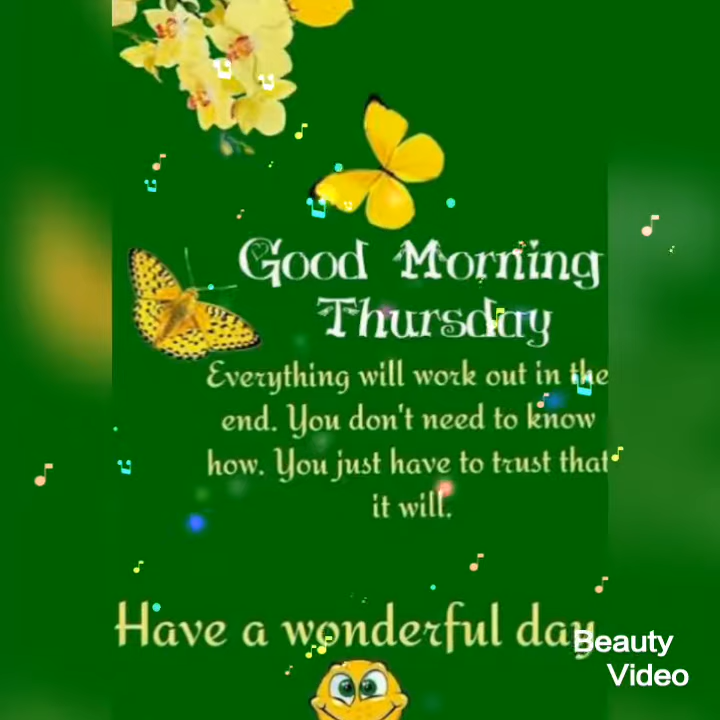 Good Morning
Thursday
Everything will work out in the
end. You don't need to know
how. You just have to trust that
it will.
Have a wonderful day
Beauty
Video